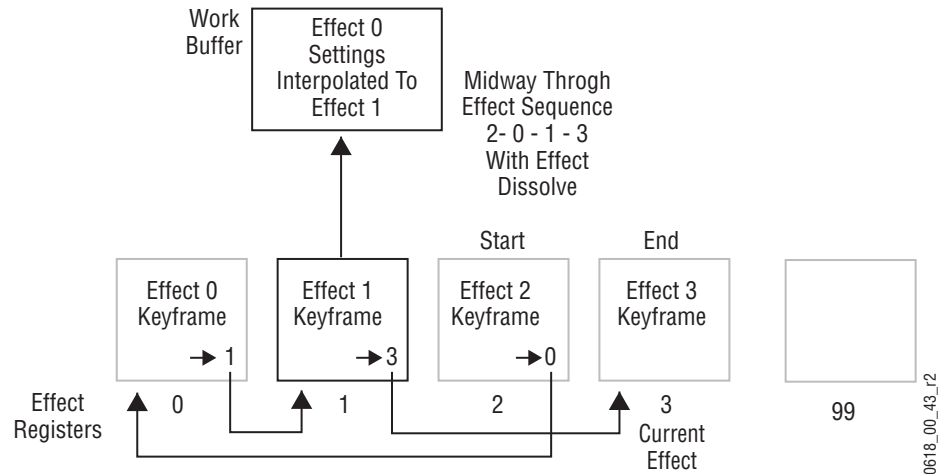 Work
Buffer
Effect 0
Settings
Interpolated To
Effect 1
Midway Throgh
Effect Sequence
2- 0 - 1 - 3
With Effect
Dissolve
Start
End
Effect 0
Keyframe
1
Effect 1
Keyframe
3
Effect 2
Keyframe
0
Effect 3
Keyframe
Effect
Registers
0
1
2
3
Current
Effect
99
0618_00_43_r2